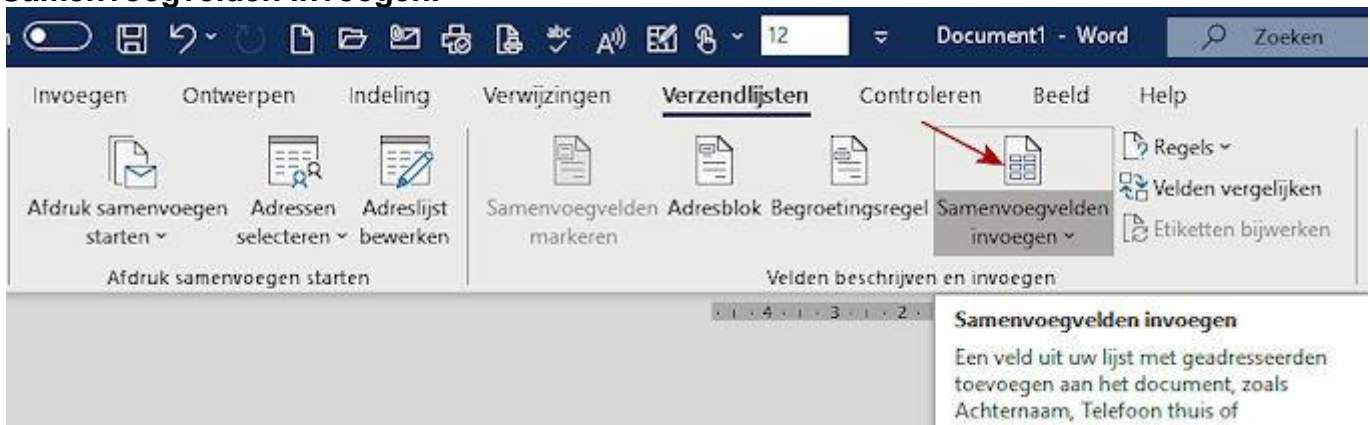 Samenvoegvelden invoegen.
12 Document1 - Word Zoeken
Invoegen Ontwerpen Indeling Verwijzingen Verzendlijsten Controleren Beeld Help
Afdruk samenvoegen starten
Adressen selecteren
Adreslijst bewerken
Samenvoegvelden markeren
Adresblok
Begroetingsregel
Samenvoegvelden invoegen
Regels
Velden vergelijken
Etiketten bijwerken
Afdruk samenvoegen starten
Velden beschrijven en invoegen
4 3 2
Samenvoegvelden invoegen
Een veld uit uw lijst met geadresseerden
toevoegen aan het document, zoals
Achternaam, Telefoon thuis of